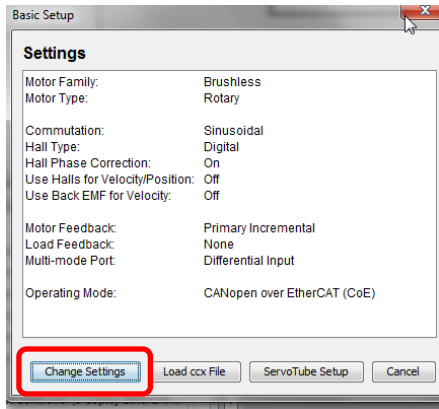 Basic Setup
Settings
Motor Family: Brushless
Motor Type: Rotary
Commutation: Sinusoidal
Hall Type: Digital
Hall Phase Correction: On
Use Halls for Velocity/Position: Off
Use Back EMF for Velocity: Off
Motor Feedback: Primary Incremental
Load Feedback: None
Multi-mode Port: Differential Input
Operating Mode: CANopen over EtherCAT (CoE)
Change Settings Load ccx File ServoTube Setup Cancel